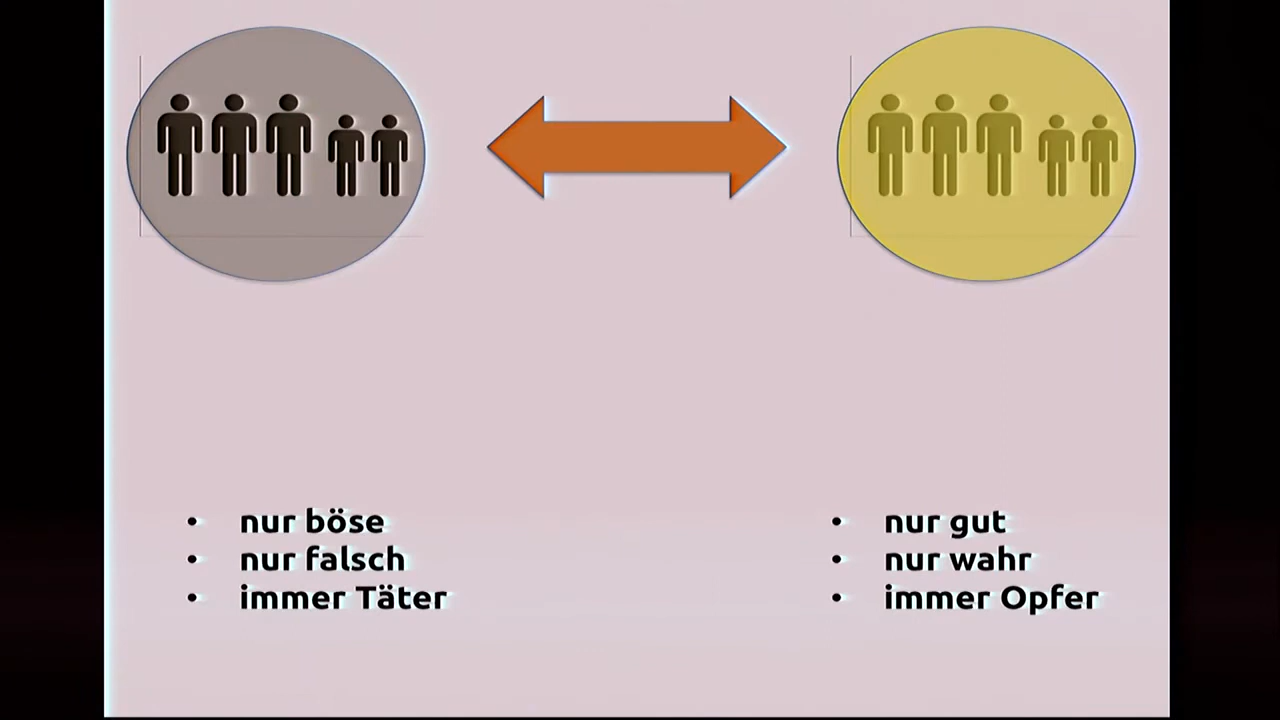 • nur böse
• nur falsch
• immer Täter
• nur gut
• nur wahr
• immer Opfer